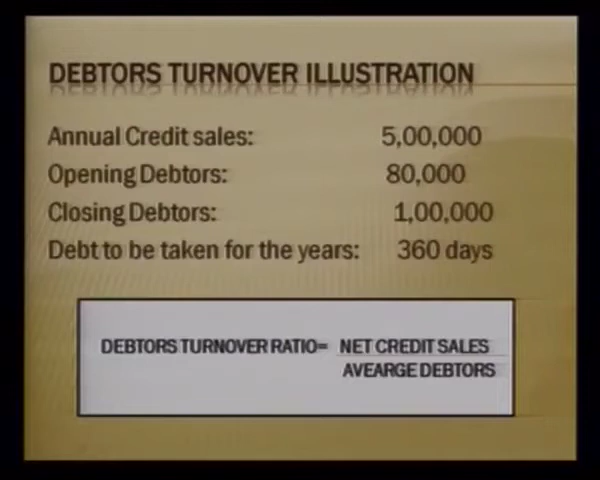 DEBTORS TURNOVER ILLUSTRATION
Annual Credit sales: 5,00,000
Opening Debtors: 80,000
Closing Debtors: 1,00,000
Debt to be taken for the years: 360 days
DEBTORS TURNOVER RATIO= NET CREDIT SALES
AVEARGE DEBTORS